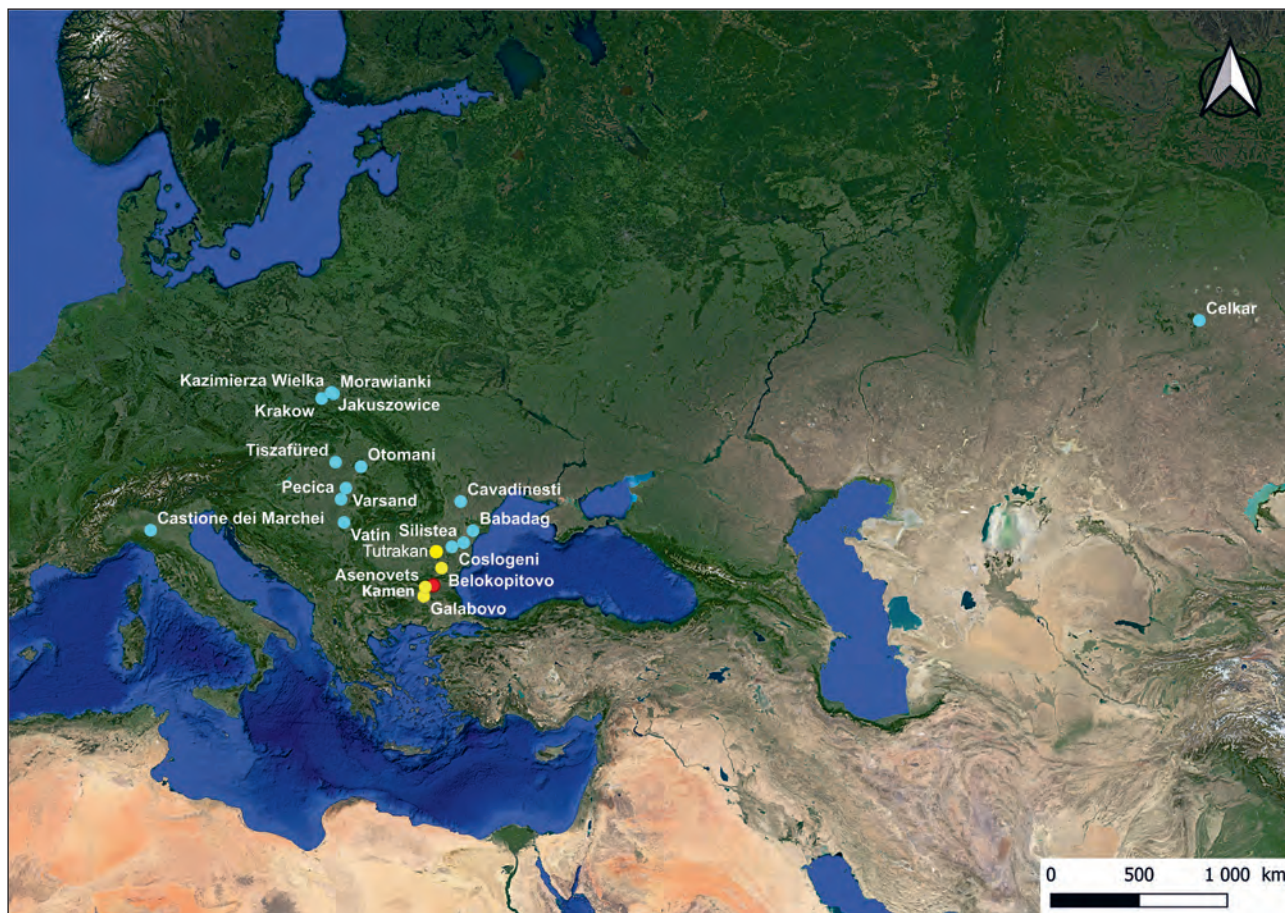 Celkar
Kazimierza Wielka
Morawianki
Krakow
Jakuszowice
Tiszafüred
Otomani
Pecica
Varsand
Cavadinesti
Castione dei Marchei
Vatin
Silistea
Babadag
Tutrakan
Coslogeni
Asenovets
Belokopitovo
Kamen
Galabovo
0 500 1 000 km